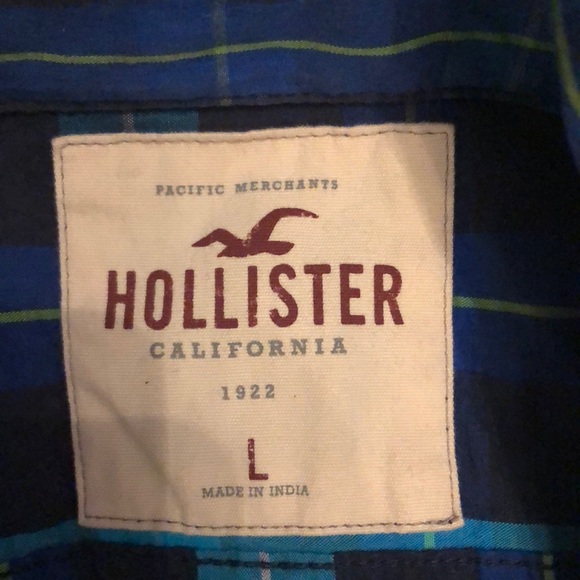 PACIFIC MERCHANTS
HOLLISTER
CALIFORNIA
1922
L
MADE IN INDIA